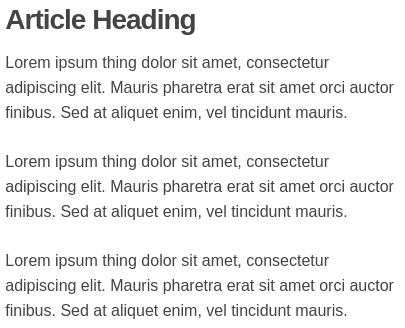 Article Heading
Lorem ipsum thing dolor sit amet, consectetur
adipiscing elit. Mauris pharetra erat sit amet orci auctor
finibus. Sed at aliquet enim, vel tincidunt mauris.
Lorem ipsum thing dolor sit amet, consectetur
adipiscing elit. Mauris pharetra erat sit amet orci auctor
finibus. Sed at aliquet enim, vel tincidunt mauris.
Lorem ipsum thing dolor sit amet, consectetur
adipiscing elit. Mauris pharetra erat sit amet orci auctor
finibus. Sed at aliquet enim, vel tincidunt mauris.